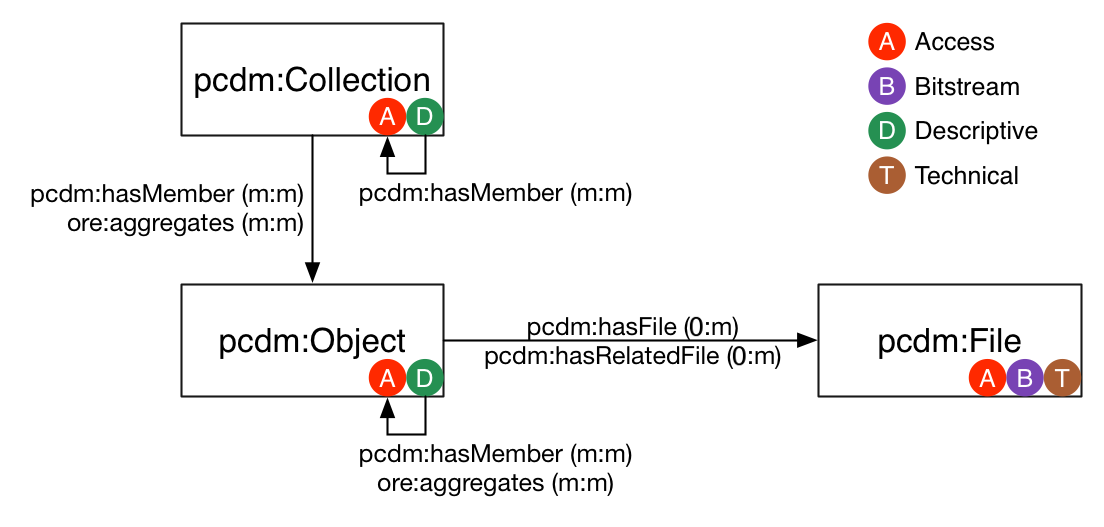 pcdm:Collection
A D
pcdm:hasMember (m:m)
ore:aggregates (m:m)
pcdm:hasMember (m:m)
A Access
B Bitstream
D Descriptive
T Technical
pcdm:Object
A D
pcdm:hasFile (0:m)
pcdm:hasRelatedFile (0:m)
pcdm:File
A B T
pcdm:hasMember (m:m)
ore:aggregates (m:m)